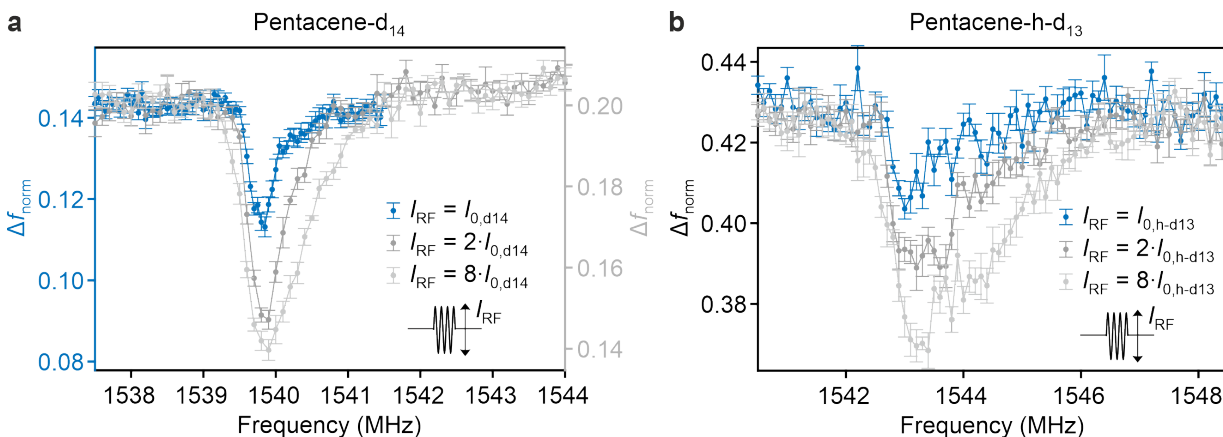 a
Pentacene-d14
0.14
0.12
0.10
0.08
Δfnorm
0.20
0.18
0.16
0.14
Δfnorm
IRF = I0,d14
IRF = 2·I0,d14
IRF = 8·I0,d14
IRF
1538 1539 1540 1541 1542 1543 1544
Frequency (MHz)
b
Pentacene-h-d13
0.44
0.42
0.40
0.38
Δfnorm
IRF = I0,h-d13
IRF = 2·I0,h-d13
IRF = 8·I0,h-d13
IRF
1542 1544 1546 1548
Frequency (MHz)